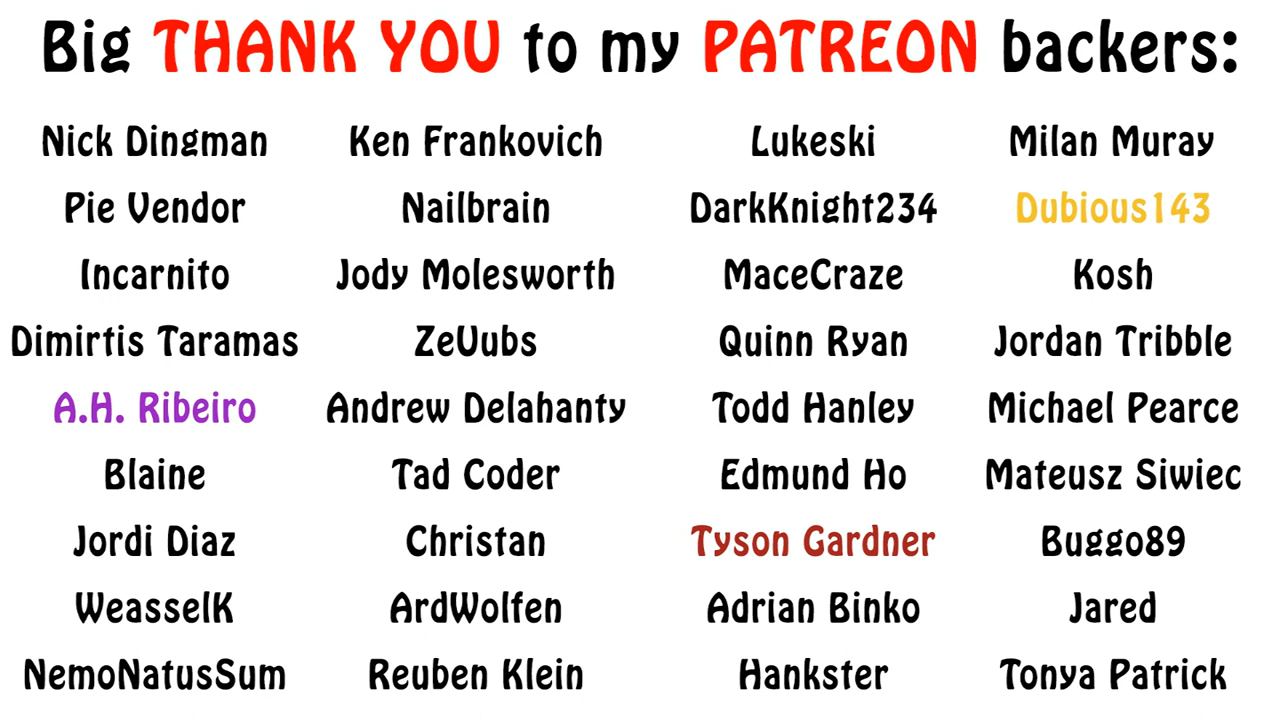 Big THANK YOU to my PATREON backers:
Nick Dingman Ken Frankovich Lukeski Milan Muray
Pie Vendor Nailbrain DarkKnight234 Dubious143
Incarnito Jody Molesworth MaceCraze Kosh
Dimirtis Taramas ZeVubs Quinn Ryan Jordan Tribble
A.H. Ribeiro Andrew Delahanty Todd Hanley Michael Pearce
Blaine Tad Coder Edmund Ho Mateusz Siwiec
Jordi Diaz Christan Tyson Gardner Buggo89
WeasselK ArdWolfen Adrian Binko Jared
NemoNatusSum Reuben Klein Hankster Tonya Patrick